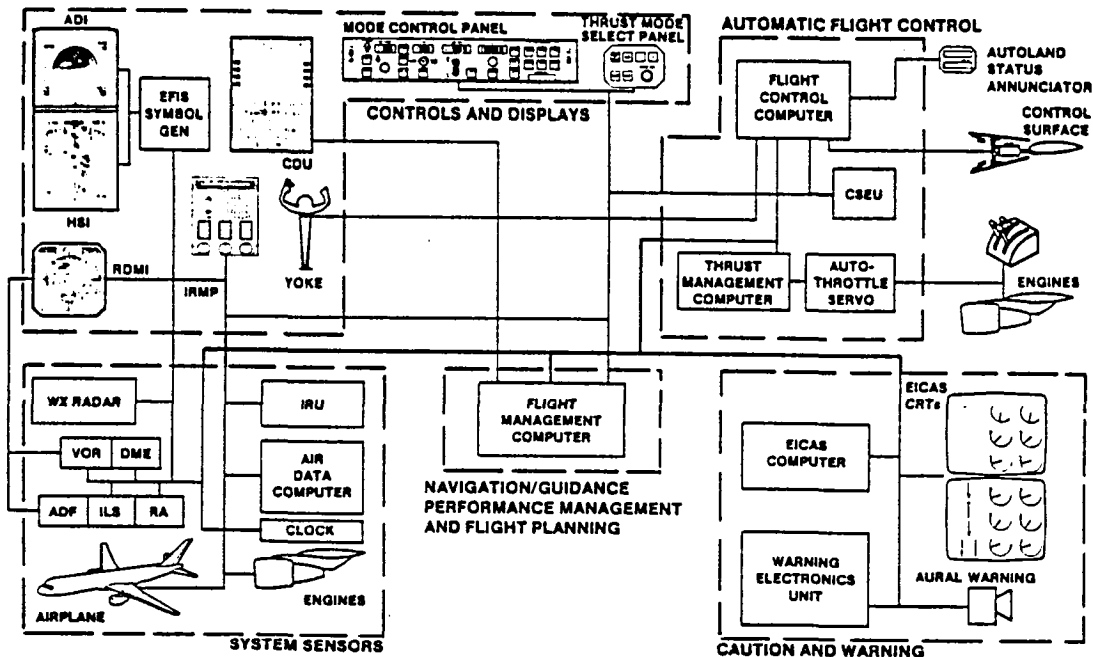 ADI
MODE CONTROL PANEL
THRUST MODE
SELECT PANEL
AUTOMATIC FLIGHT CONTROL
EFIS
SYMBOL
GEN
FLIGHT
CONTROL
COMPUTER
AUTOLAND
STATUS
ANNUNCIATOR
CONTROLS AND DISPLAYS
CONTROL
SURFACE
CDU
HSI
CSEU
RDMI
IRMP
YOKE
THRUST
MANAGEMENT
COMPUTER
AUTO-
THROTTLE
SERVO
ENGINES
WX RADAR
IRU
FLIGHT
MANAGEMENT
COMPUTER
EICAS
CRTs
VOR
DME
AIR
DATA
COMPUTER
EICAS
COMPUTER
ADF
ILS
RA
CLOCK
NAVIGATION/GUIDANCE
PERFORMANCE MANAGEMENT
AND FLIGHT PLANNING
WARNING
ELECTRONICS
UNIT
AURAL WARNING
AIRPLANE
ENGINES
SYSTEM SENSORS
CAUTION AND WARNING